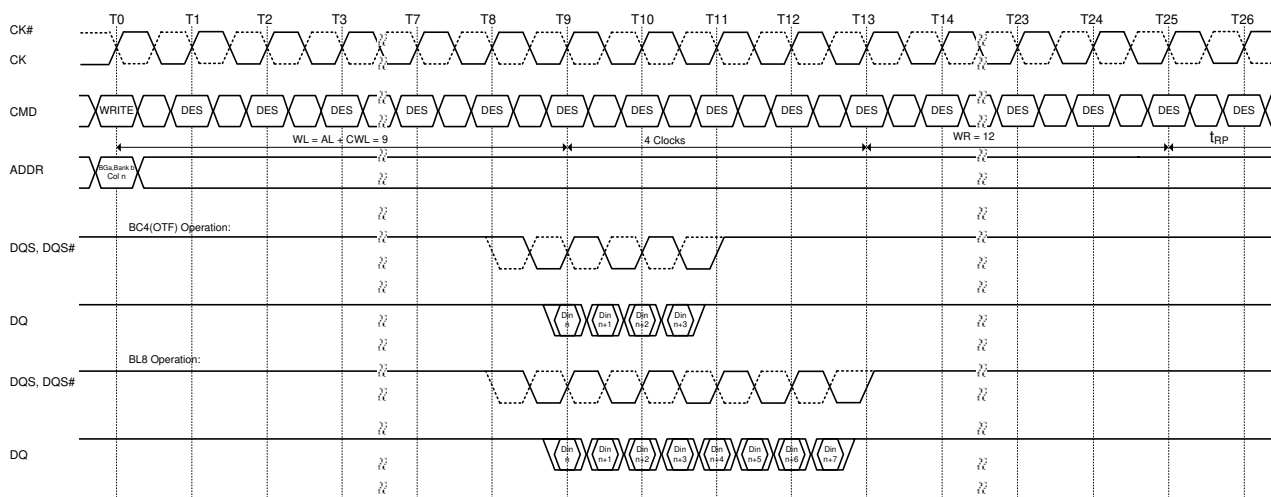 T0 T1 T2 T3 T7 T8 T9 T10 T11 T12 T13 T14 T23 T24 T25 T26
CK#
CK
CMD WRITE DES DES DES DES DES DES DES DES DES DES DES DES DES DES DES
WL = AL + CWL = 9 4 Clocks WR = 12 tRP
ADDR BGa,Bank b
Col n
BC4(OTF) Operation:
DQS, DQS#
DQ Din n Din n+1 Din n+2 Din n+3
BL8 Operation:
DQS, DQS#
DQ Din n Din n+1 Din n+2 Din n+3 Din n+4 Din n+5 Din n+6 Din n+7